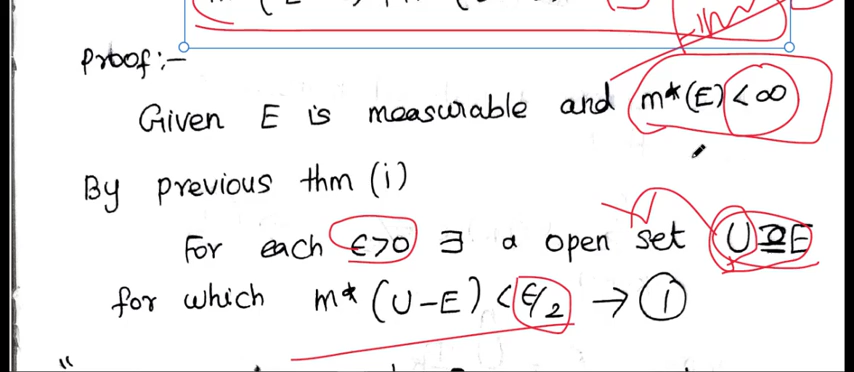 Proof:-
Given E is measurable and m*(E) < ∞
By previous thm (i)
For each ϵ>0 ∃ a open set U⊇E
for which m*(U-E) < ϵ/2 → ①